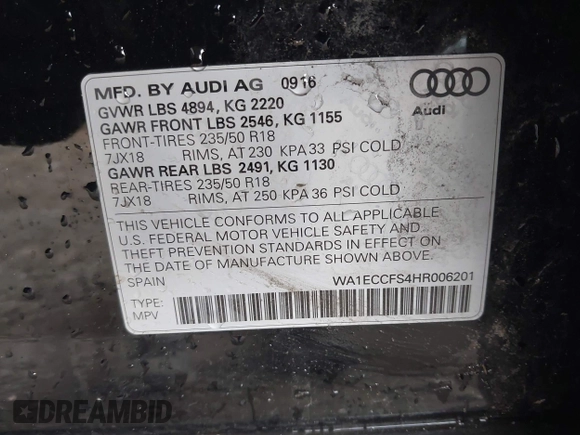 MFD. BY AUDI AG 0916
GVWR LBS 4894, KG 2220
GAWR FRONT LBS 2546, KG 1155
FRONT-TIRES 235/50 R18
7JX18 RIMS, AT 230 KPA 33 PSI COLD
GAWR REAR LBS 2491, KG 1130
REAR-TIRES 235/50 R18
7JX18 RIMS, AT 250 KPA 36 PSI COLD
Audi
THIS VEHICLE CONFORMS TO ALL APPLICABLE
U.S. FEDERAL MOTOR VEHICLE SAFETY AND
THEFT PREVENTION STANDARDS IN EFFECT ON
THE DATE OF MANUFACTURE SHOWN ABOVE.
SPAIN WA1ECCFS4HR006201
TYPE:
MPV
DREAMBID